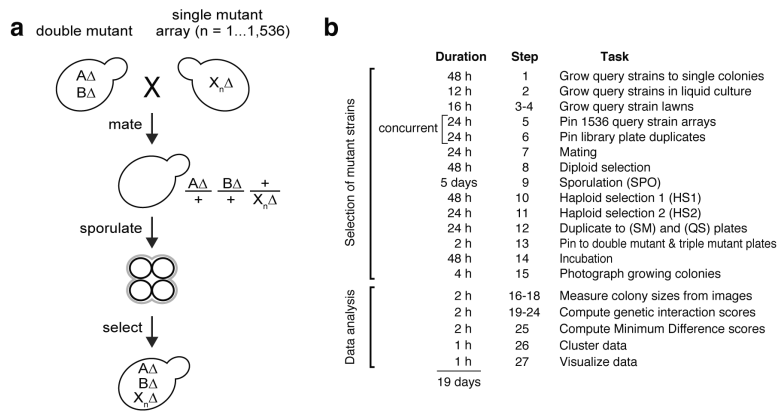 a
double mutant
single mutant
array (n = 1...1,536)
AΔ
BΔ
X
XnΔ
mate
AΔ/+ BΔ/+ +/XnΔ
sporulate
select
AΔ
BΔ
XnΔ
b
Duration Step Task
Selection of mutant strains
48 h 1 Grow query strains to single colonies
12 h 2 Grow query strains in liquid culture
16 h 3-4 Grow query strain lawns
concurrent
24 h 5 Pin 1536 query strain arrays
24 h 6 Pin library plate duplicates
24 h 7 Mating
48 h 8 Diploid selection
5 days 9 Sporulation (SPO)
48 h 10 Haploid selection 1 (HS1)
24 h 11 Haploid selection 2 (HS2)
24 h 12 Duplicate to (SM) and (QS) plates
2 h 13 Pin to double mutant & triple mutant plates
48 h 14 Incubation
4 h 15 Photograph growing colonies
Data analysis
2 h 16-18 Measure colony sizes from images
2 h 19-24 Compute genetic interaction scores
2 h 25 Compute Minimum Difference scores
1 h 26 Cluster data
1 h 27 Visualize data
19 days